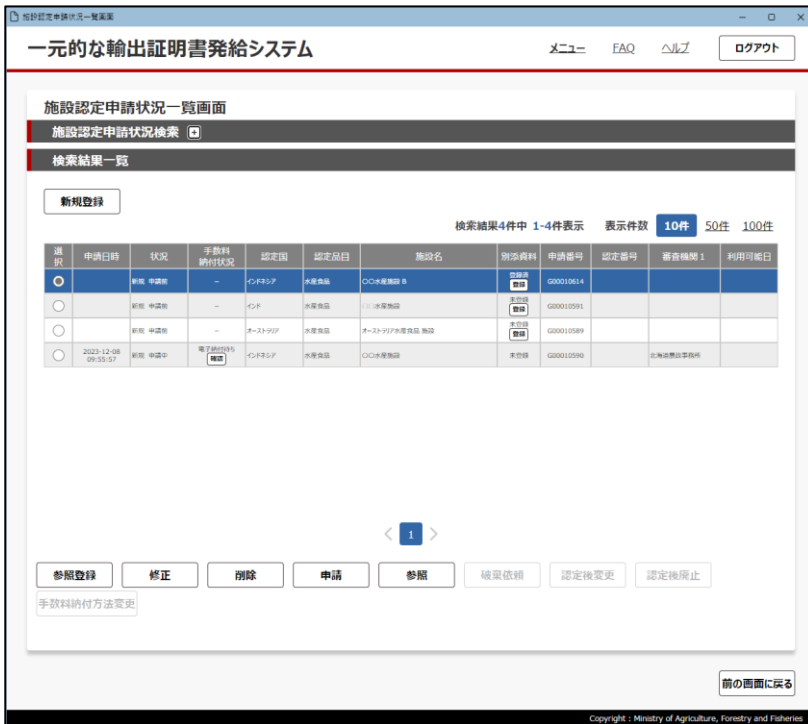 施設認定申請状況一覧画面
一元的な輸出証明書発給システム メニュー FAQ ヘルプ ログアウト
施設認定申請状況一覧画面
施設認定申請状況検索 +
検索結果一覧
新規登録
検索結果4件中 1-4件表示 表示件数 10件 50件 100件
選択 申請日時 状況 手数料納付状況 認定国 認定品目 施設名 別添資料 申請番号 認定番号 審査機関1 利用可能日
新規 申請前 - インドネシア 水産食品 〇〇水産施設 B 登録済 登録 G00010614
新規 申請前 - インド 水産食品 〇〇水産施設 未登録 登録 G00010591
新規 申請前 - オーストラリア 水産食品 オーストラリア水産食品 施設 未登録 登録 G00010589
2023-12-08 09:55:57 新規 申請中 電子納付待ち 確認 インドネシア 水産食品 〇〇水産施設 未登録 G00010590 北海道農政事務所
< 1 >
参照登録 修正 削除 申請 参照 破棄依頼 認定後変更 認定後廃止
手数料納付方法変更
前の画面に戻る
Copyright : Ministry of Agriculture, Forestry and Fisheries